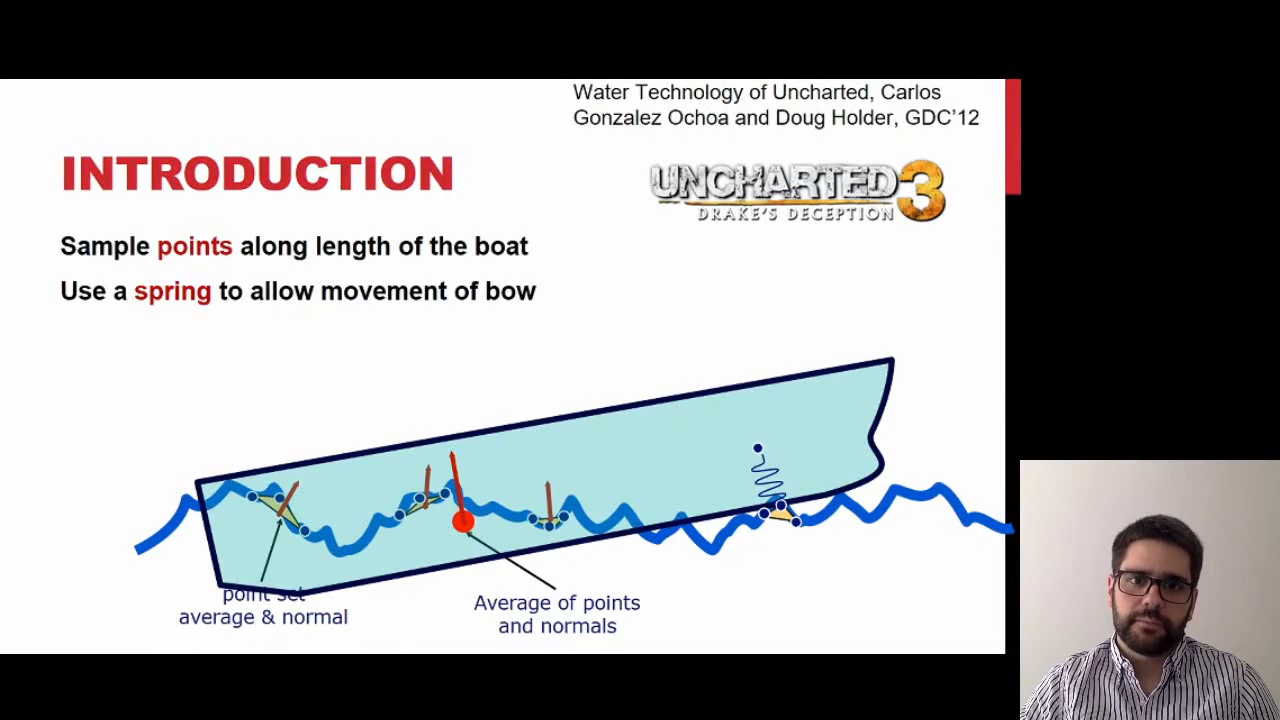 Water Technology of Uncharted, Carlos
Gonzalez Ochoa and Doug Holder, GDC’12
INTRODUCTION
UNCHARTED 3
DRAKE'S DECEPTION
Sample points along length of the boat
Use a spring to allow movement of bow
point set
average & normal
Average of points
and normals